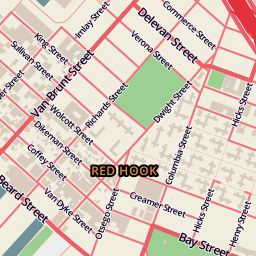 Commerce Street
Imlay Street
Delevan Street
King Street
Verona Street
Sullivan Street
Van Brunt Street
Hicks Street
Richards Street
Dwight Street
Wolcott Street
Dikeman Street
Coffey Street
Columbia Street
RED HOOK
Beard Street
Van Dyke Street
Creamer Street
Otsego Street
Hicks Street
Henry Street
Bay Street